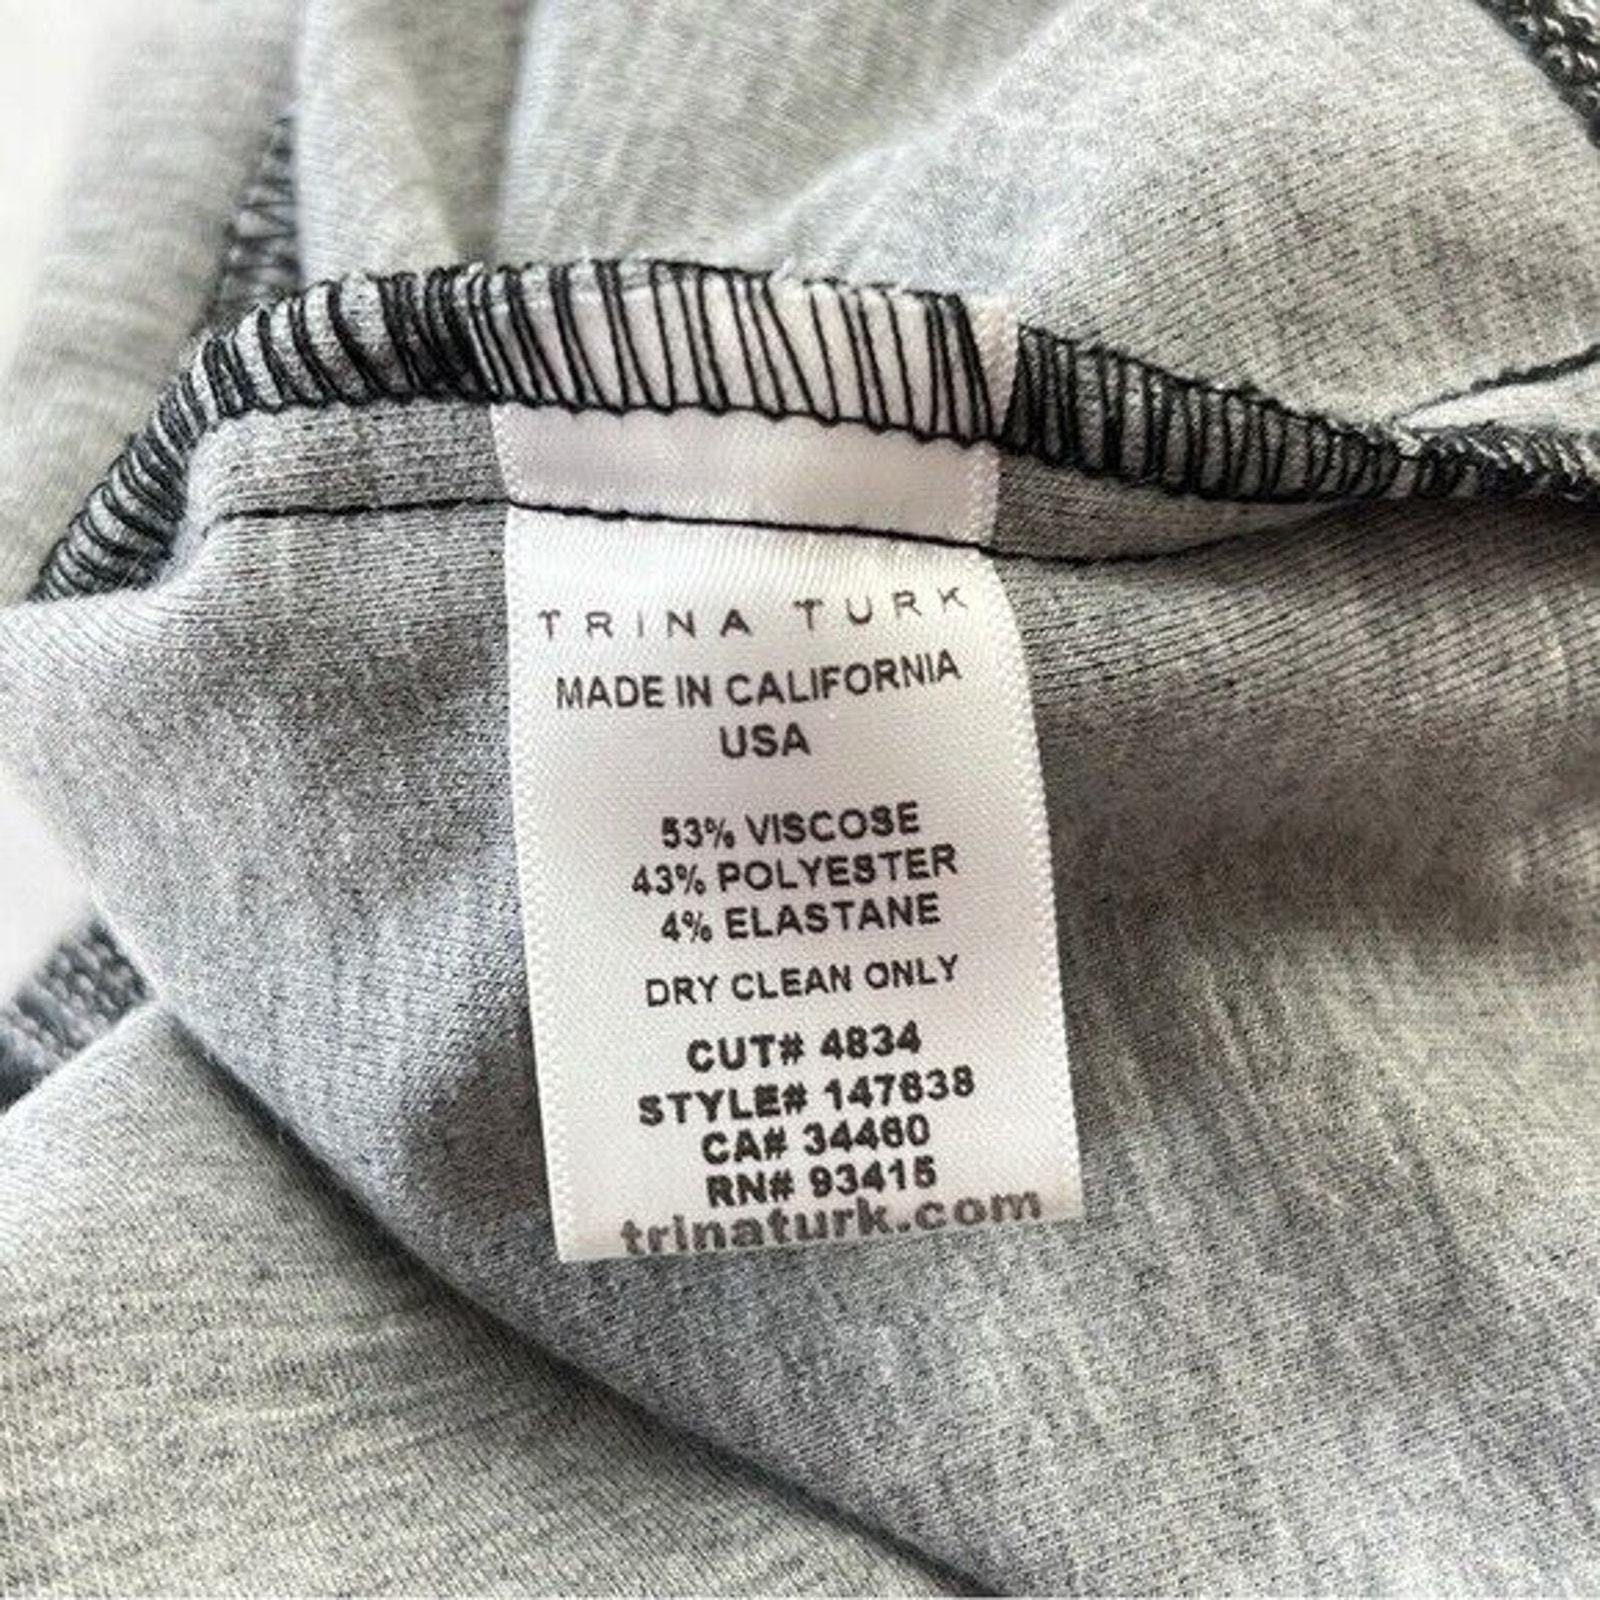 TRINA TURK
MADE IN CALIFORNIA
USA
53% VISCOSE
43% POLYESTER
4% ELASTANE
DRY CLEAN ONLY
CUT# 4834
STYLE# 147638
CA# 34460
RN# 93415
trinaturk.com